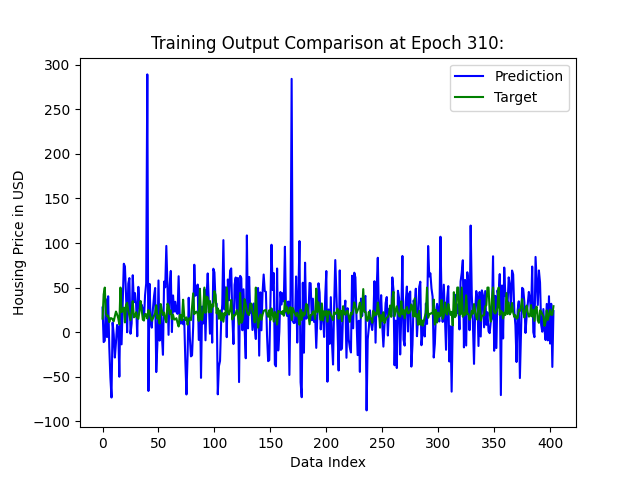 Training Output Comparison at Epoch 310:
Prediction
Target
Housing Price in USD
300
250
200
150
100
50
0
−50
−100
0 50 100 150 200 250 300 350 400
Data Index